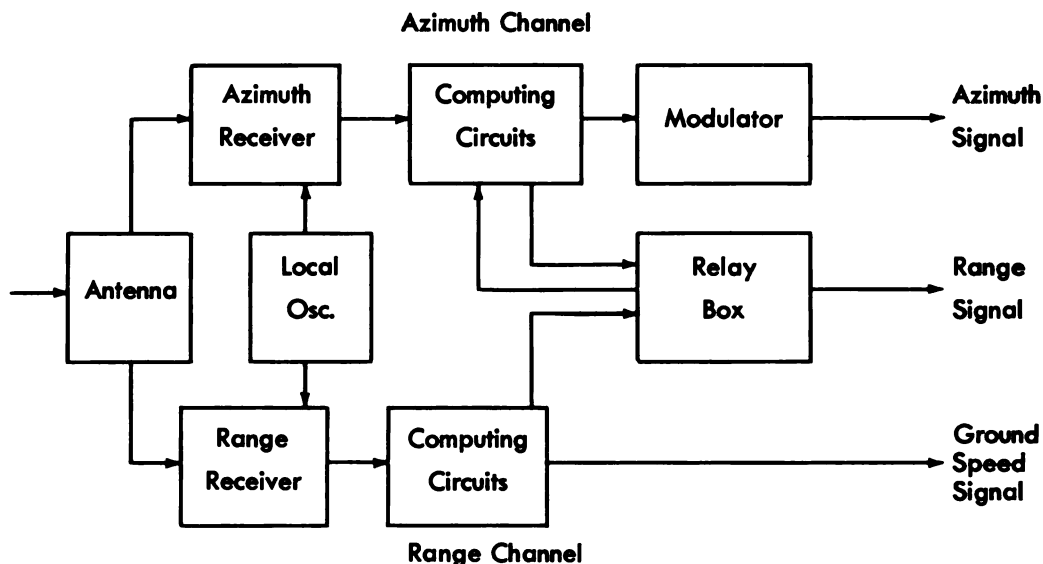 Azimuth Channel
Azimuth
Receiver
Computing
Circuits
Modulator
Azimuth
Signal
Antenna
Local
Osc.
Relay
Box
Range
Signal
Range
Receiver
Computing
Circuits
Ground
Speed
Signal
Range Channel